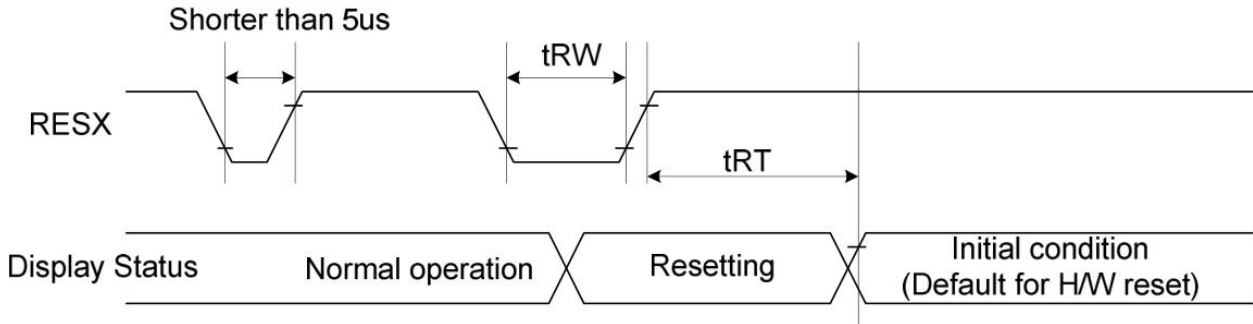 Shorter than 5us
tRW
RESX
tRT
Display Status
Normal operation
Resetting
Initial condition
(Default for H/W reset)